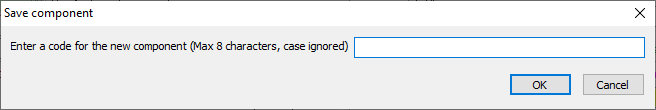 Save component
Enter a code for the new component (Max 8 characters, case ignored)
OK
Cancel